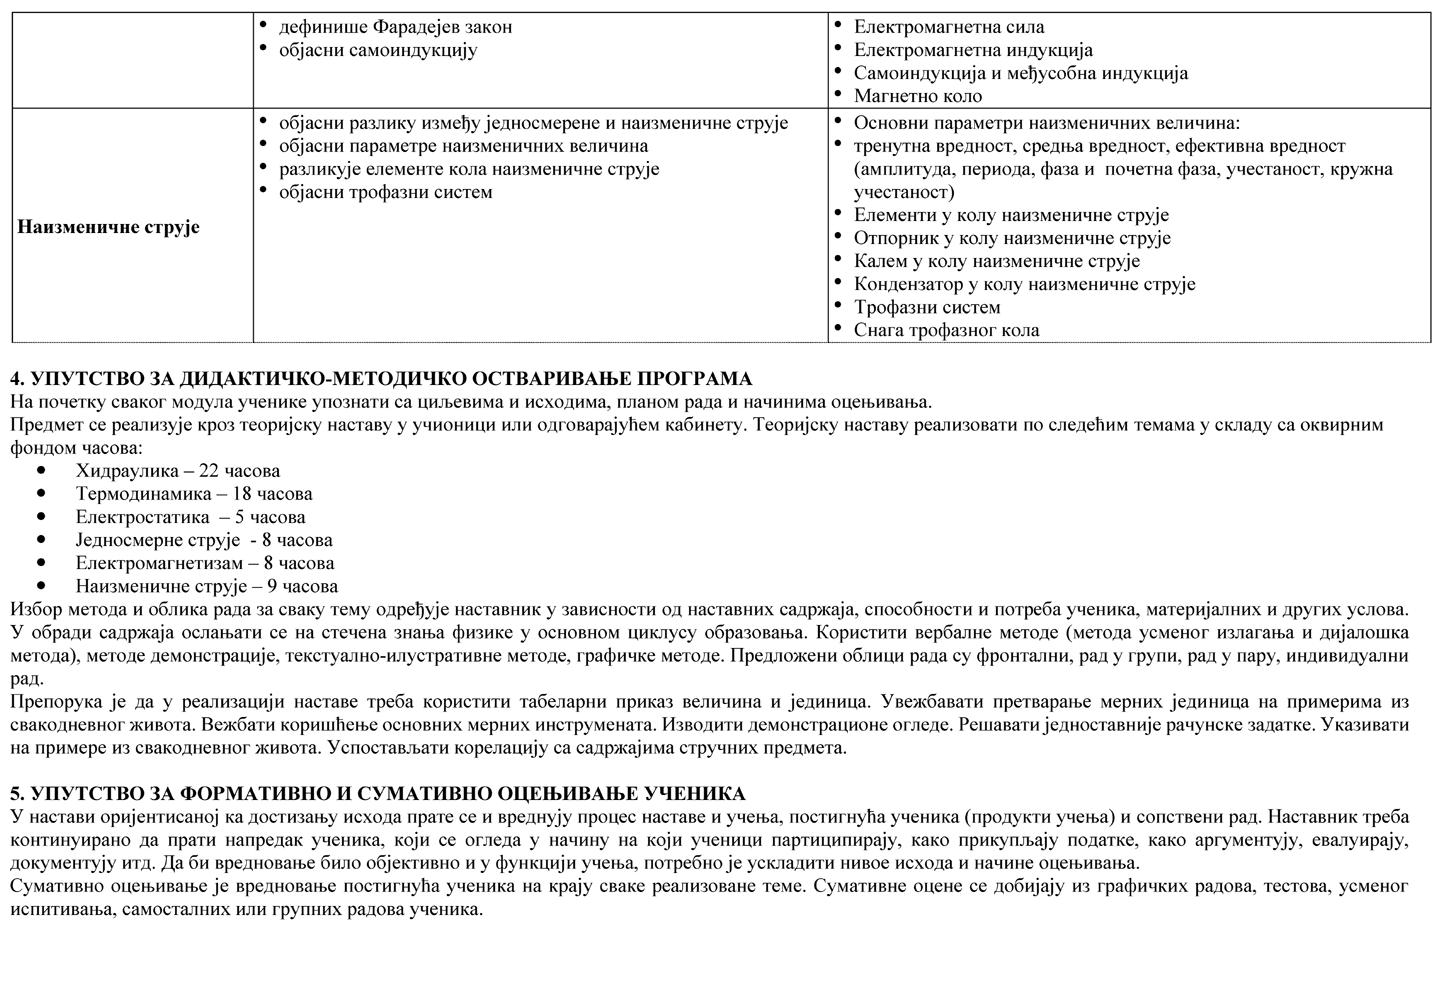 • дефинише Фарадејев закон
• објасни самоиндукцију
• Електромагнетна сила
• Електромагнетна индукција
• Самоиндукција и међусобна индукција
• Магнетно коло
Наизменичне струје
• објасни разлику између једносмерене и наизменичне струје
• објасни параметре наизменичних величина
• разликује елементе кола наизменичне струје
• објасни трофазни систем
• Основни параметри наизменичних величина:
• тренутна вредност, средња вредност, ефективна вредност
(амплитуда, периода, фаза и почетна фаза, учестаност, кружна
учестаност)
• Елементи у колу наизменичне струје
• Отпорник у колу наизменичне струје
• Калем у колу наизменичне струје
• Кондензатор у колу наизменичне струје
• Трофазни систем
• Снага трофазног кола
4. УПУТСТВО ЗА ДИДАКТИЧКО-МЕТОДИЧКО ОСТВАРИВАЊЕ ПРОГРАМА
На почетку сваког модула ученике упознати са циљевима и исходима, планом рада и начинима оцењивања.
Предмет се реализује кроз теоријску наставу у учионици или одговарајућем кабинету. Теоријску наставу реализовати по следећим темама у складу са оквирним
фондом часова:
• Хидраулика – 22 часова
• Термодинамика – 18 часова
• Електростатика – 5 часова
• Једносмерне струје - 8 часова
• Електромагнетизам – 8 часова
• Наизменичне струје – 9 часова
Избор метода и облика рада за сваку тему одређује наставник у зависности од наставних садржаја, способности и потреба ученика, материјалних и других услова.
У обради садржаја ослањати се на стечена знања физике у основном циклусу образовања. Користити вербалне методе (метода усменог излагања и дијалошка
метода), методе демонстрације, текстуално-илустративне методе, графичке методе. Предложени облици рада су фронтални, рад у групи, рад у пару, индивидуални
рад.
Препорука је да у реализацији наставе треба користити табеларни приказ величина и јединица. Увежбавати претварање мерних јединица на примерима из
свакодневног живота. Вежбати коришћење основних мерних инструмената. Изводити демонстрационе огледе. Решавати једноставније рачунске задатке. Указивати
на примере из свакодневног живота. Успостављати корелацију са садржајима стручних предмета.
5. УПУТСТВО ЗА ФОРМАТИВНО И СУМАТИВНО ОЦЕЊИВАЊЕ УЧЕНИКА
У настави оријентисаној ка достизању исхода прате се и вреднују процес наставе и учења, постигнућа ученика (продукти учења) и сопствени рад. Наставник треба
континуирано да прати напредак ученика, који се огледа у начину на који ученици партиципирају, како прикупљају податке, како аргументују, евалуирају,
документују итд. Да би вредновање било објективно и у функцији учења, потребно је ускладити нивое исхода и начине оцењивања.
Сумативно оцењивање је вредновање постигнућа ученика на крају сваке реализоване теме. Сумативне оцене се добијају из графичких радова, тестова, усменог
испитивања, самосталних или групних радова ученика.